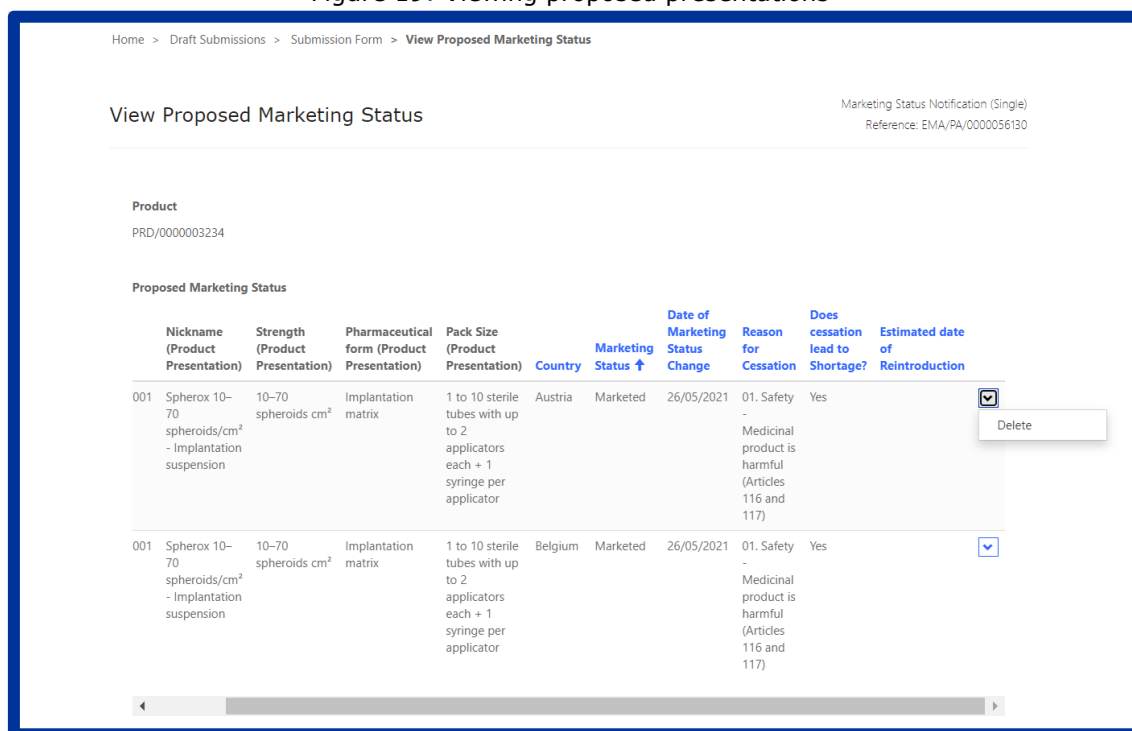 Figure 19: Viewing proposed presentations
Home > Draft Submissions > Submission Form > View Proposed Marketing Status
View Proposed Marketing Status
Marketing Status Notification (Single)
Reference: EMA/PA/0000056130
Product
PRD/0000003234
Proposed Marketing Status
Nickname
(Product
Presentation)
Strength
(Product
Presentation)
Pharmaceutical
form (Product
Presentation)
Pack Size
(Product
Presentation)
Country
Marketing
Status ↑
Date of
Marketing
Status
Change
Reason
for
Cessation
Does
cessation
lead to
Shortage?
Estimated date
of
Reintroduction
001
Spherox 10–
70
spheroids/cm²
- Implantation
suspension
10–70
spheroids cm²
Implantation
matrix
1 to 10 sterile
tubes with up
to 2
applicators
each + 1
syringe per
applicator
Austria
Marketed
26/05/2021
01. Safety
-
Medicinal
product is
harmful
(Articles
116 and
117)
Yes
Delete
001
Spherox 10–
70
spheroids/cm²
- Implantation
suspension
10–70
spheroids cm²
Implantation
matrix
1 to 10 sterile
tubes with up
to 2
applicators
each + 1
syringe per
applicator
Belgium
Marketed
26/05/2021
01. Safety
-
Medicinal
product is
harmful
(Articles
116 and
117)
Yes